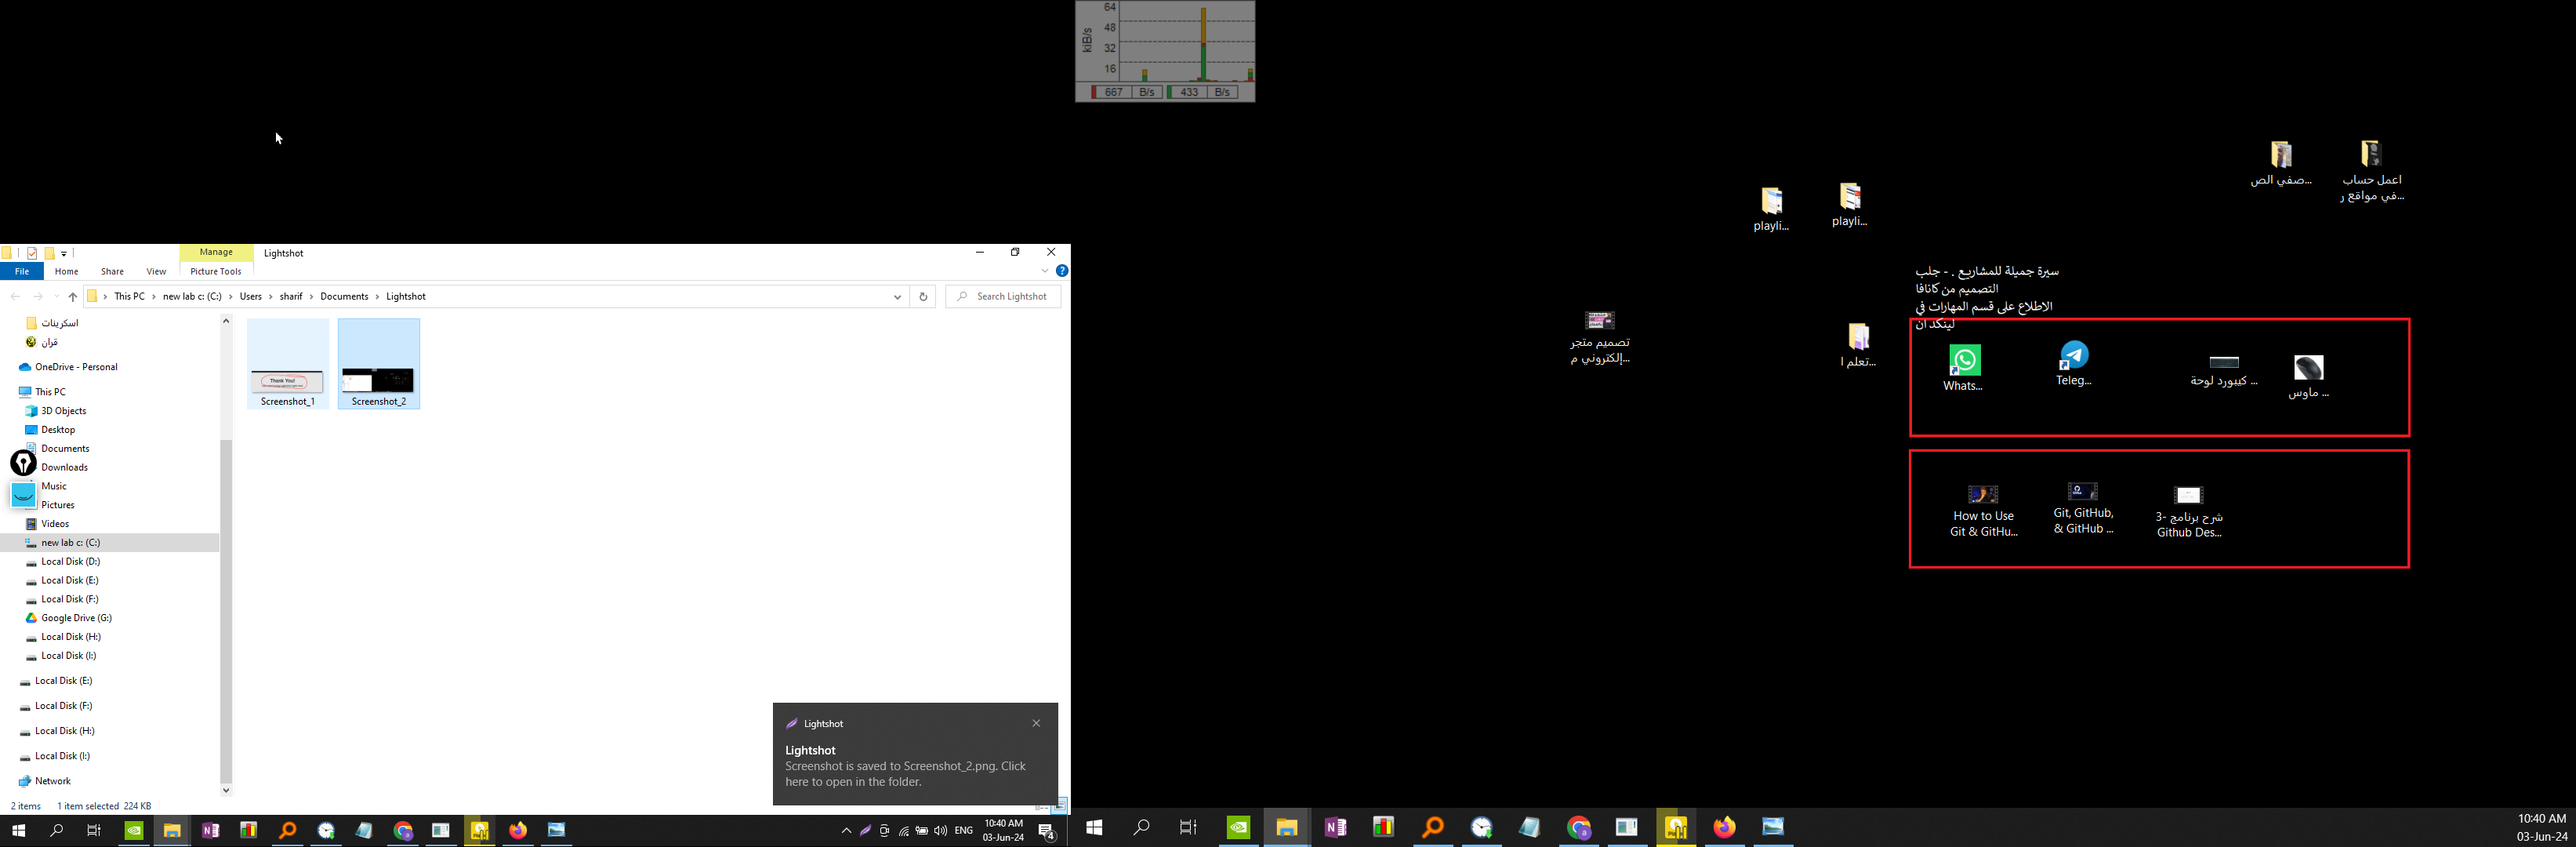 64
48
32
16
kiB/s
667 B/s 433 B/s
صفي الص...
اعمل حساب
في مواقع ر...
playli...
playli...
سيرة جميلة للمشاريع . - جلب
التصميم من كانافا
الاطلاع على قسم المهارات في
لينكد ان
تصميم متجر
إلكتروني م...
تعلم ا...
Whats...
Teleg...
كيبورد لوحة ...
ماوس ...
How to Use
Git & GitHu...
Git, GitHub,
& GitHub ...
3- شرح برنامج
Github Des...
Manage
Lightshot
File Home Share View Picture Tools
This PC › new lab c: (C:) › Users › sharif › Documents › Lightshot
Search Lightshot
اسكرينات
قران
OneDrive - Personal
This PC
3D Objects
Desktop
Documents
Downloads
Music
Pictures
Videos
new lab c: (C:)
Local Disk (D:)
Local Disk (E:)
Local Disk (F:)
Google Drive (G:)
Local Disk (H:)
Local Disk (I:)
Local Disk (E:)
Local Disk (F:)
Local Disk (H:)
Local Disk (I:)
Network
Thank You!
Screenshot_1
Screenshot_2
Lightshot
Lightshot
Screenshot is saved to Screenshot_2.png. Click
here to open in the folder.
2 items 1 item selected 224 KB
ENG
10:40 AM
03-Jun-24
4
10:40 AM
03-Jun-24